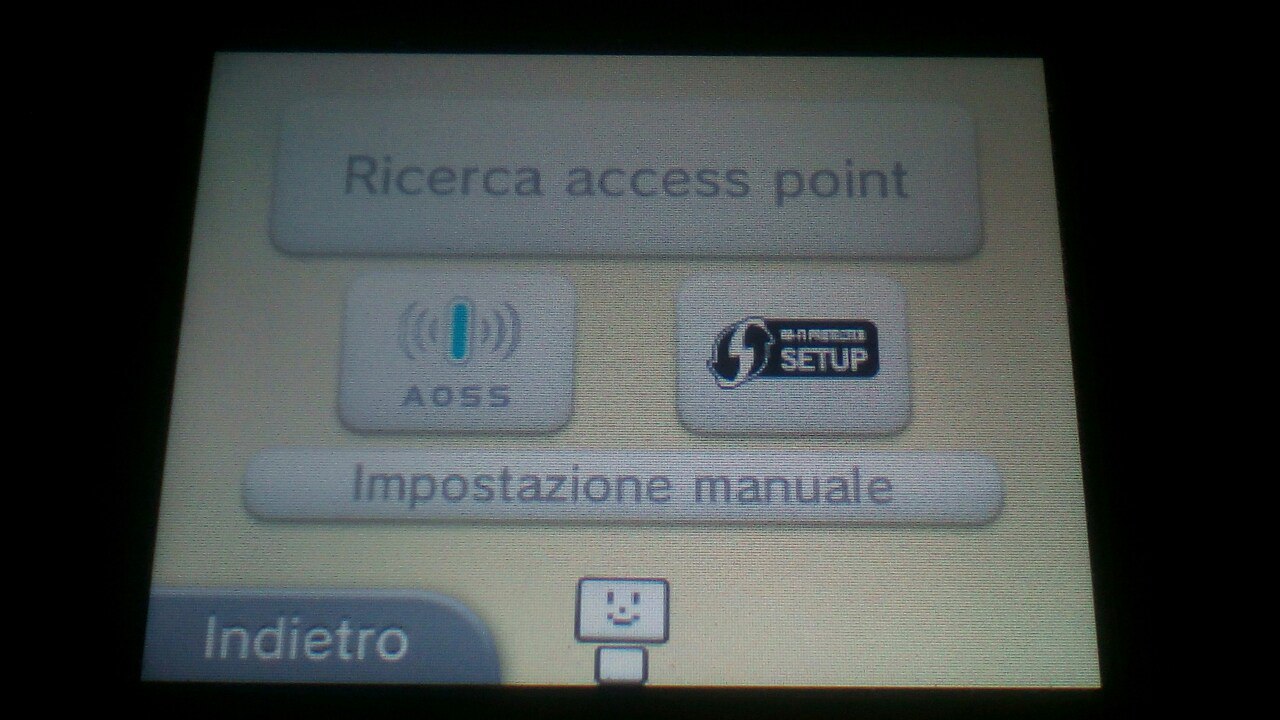 Ricerca access point
AOSS
SETUP
Impostazione manuale
Indietro